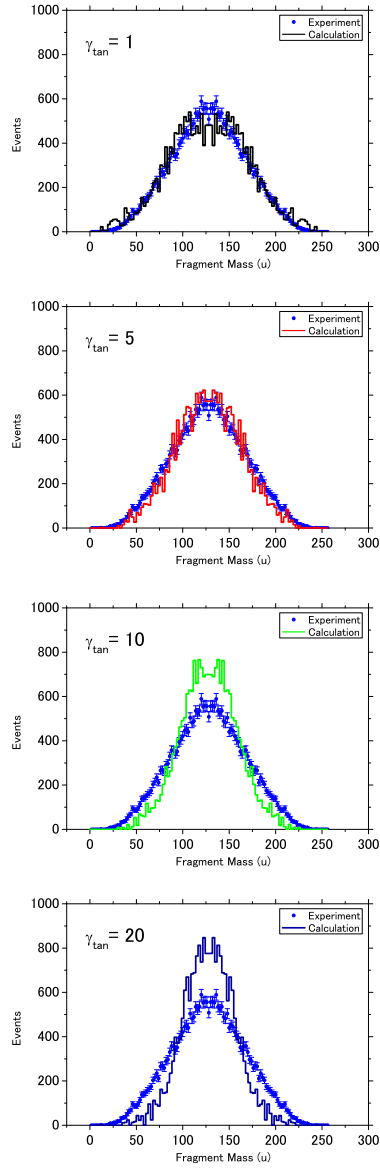 γtan= 1
Experiment
Calculation
1000
800
600
400
200
0
Events
0 50 100 150 200 250 300
Fragment Mass (u)
γtan= 5
Experiment
Calculation
1000
800
600
400
200
0
Events
0 50 100 150 200 250 300
Fragment Mass (u)
γtan= 10
Experiment
Calculation
1000
800
600
400
200
0
Events
0 50 100 150 200 250 300
Fragment Mass (u)
γtan= 20
Experiment
Calculation
1000
800
600
400
200
0
Events
0 50 100 150 200 250 300
Fragment Mass (u)